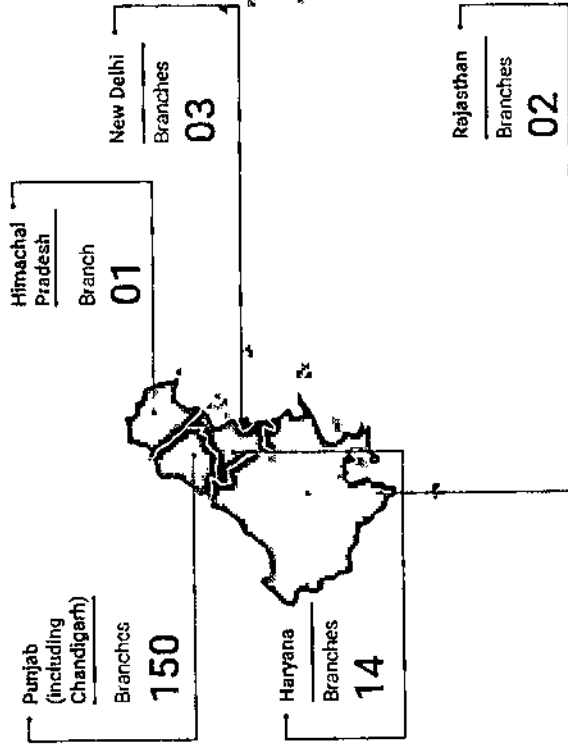 Punjab
(including
Chandigarh)
Branches
150
Himachal
Pradesh
Branch
01
New Delhi
Branches
03
Haryana
Branches
14
Rajasthan
Branches
02